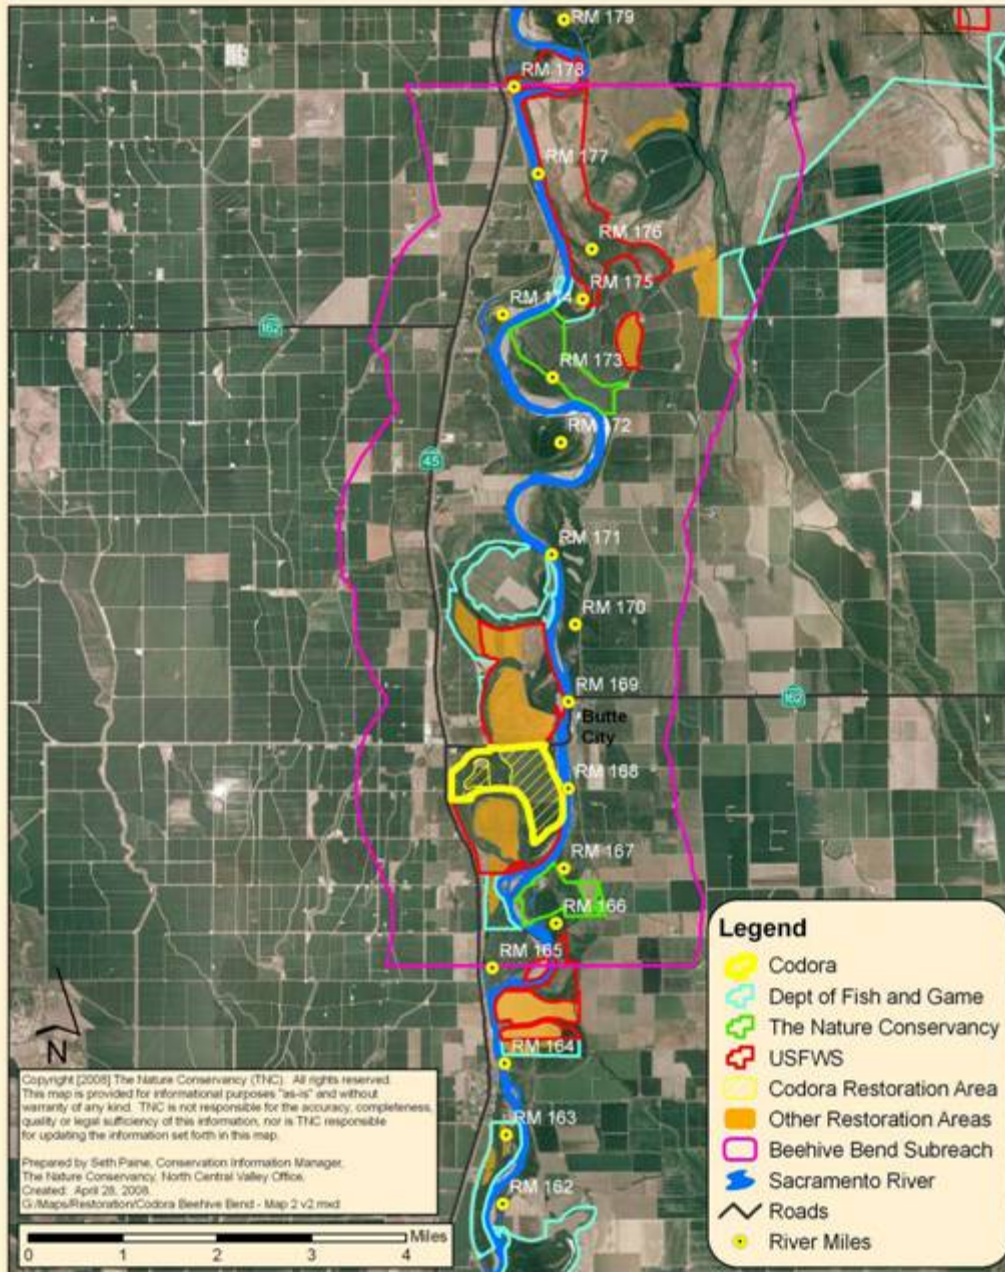 RM 179
RM 178
RM 177
RM 176
RM 175
RM 174
162
RM 173
RM 172
45
RM 171
RM 170
RM 169
162
Butte
City
RM 168
RM 167
RM 166
RM 165
RM 164
RM 163
RM 162
N
Legend
Codora
Dept of Fish and Game
The Nature Conservancy
USFWS
Codora Restoration Area
Other Restoration Areas
Beehive Bend Subreach
Sacramento River
Roads
River Miles
Copyright [2008] The Nature Conservancy (TNC). All rights reserved.
This map is provided for informational purposes "as-is" and without
warranty of any kind. TNC is not responsible for the accuracy, completeness,
quality or legal sufficiency of this information, nor is TNC responsible
for updating the information set forth in this map.
Prepared by Seth Paine, Conservation Information Manager,
The Nature Conservancy, North Central Valley Office,
Created: April 28, 2008
G:/Maps/Restoration/Codora Beehive Bend - Map 2 v2.mxd
Miles
0 1 2 3 4